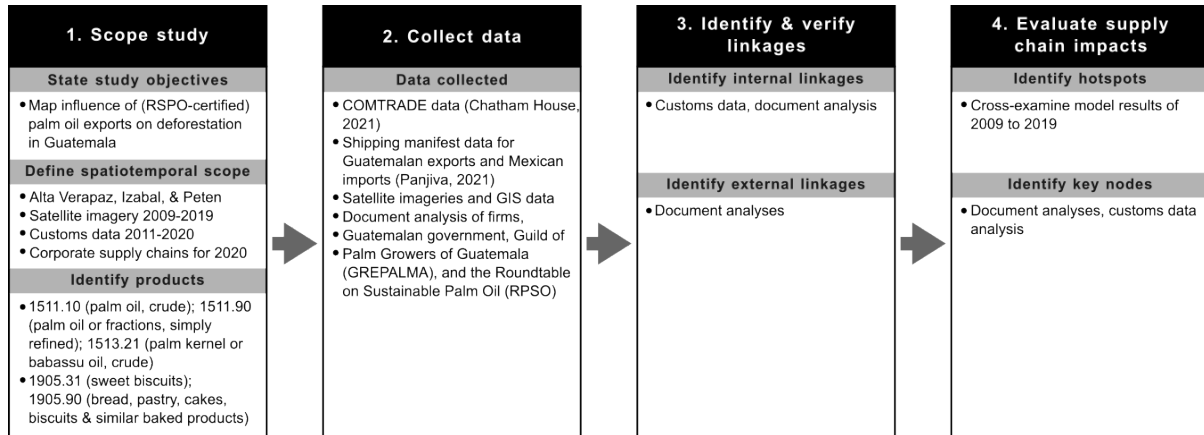 1. Scope study
State study objectives
• Map influence of (RSPO-certified)
palm oil exports on deforestation
in Guatemala
Define spatiotemporal scope
• Alta Verapaz, Izabal, & Peten
• Satellite imagery 2009-2019
• Customs data 2011-2020
• Corporate supply chains for 2020
Identify products
• 1511.10 (palm oil, crude); 1511.90
(palm oil or fractions, simply
refined); 1513.21 (palm kernel or
babassu oil, crude)
• 1905.31 (sweet biscuits);
1905.90 (bread, pastry, cakes,
biscuits & similar baked products)
2. Collect data
Data collected
• COMTRADE data (Chatham House,
2021)
• Shipping manifest data for
Guatemalan exports and Mexican
imports (Panjiva, 2021)
• Satellite imageries and GIS data
• Document analysis of firms,
• Guatemalan government, Guild of
• Palm Growers of Guatemala
(GREPALMA), and the Roundtable
on Sustainable Palm Oil (RPSO)
3. Identify & verify
linkages
Identify internal linkages
• Customs data, document analysis
Identify external linkages
• Document analyses
4. Evaluate supply
chain impacts
Identify hotspots
• Cross-examine model results of
2009 to 2019
Identify key nodes
• Document analyses, customs data
analysis